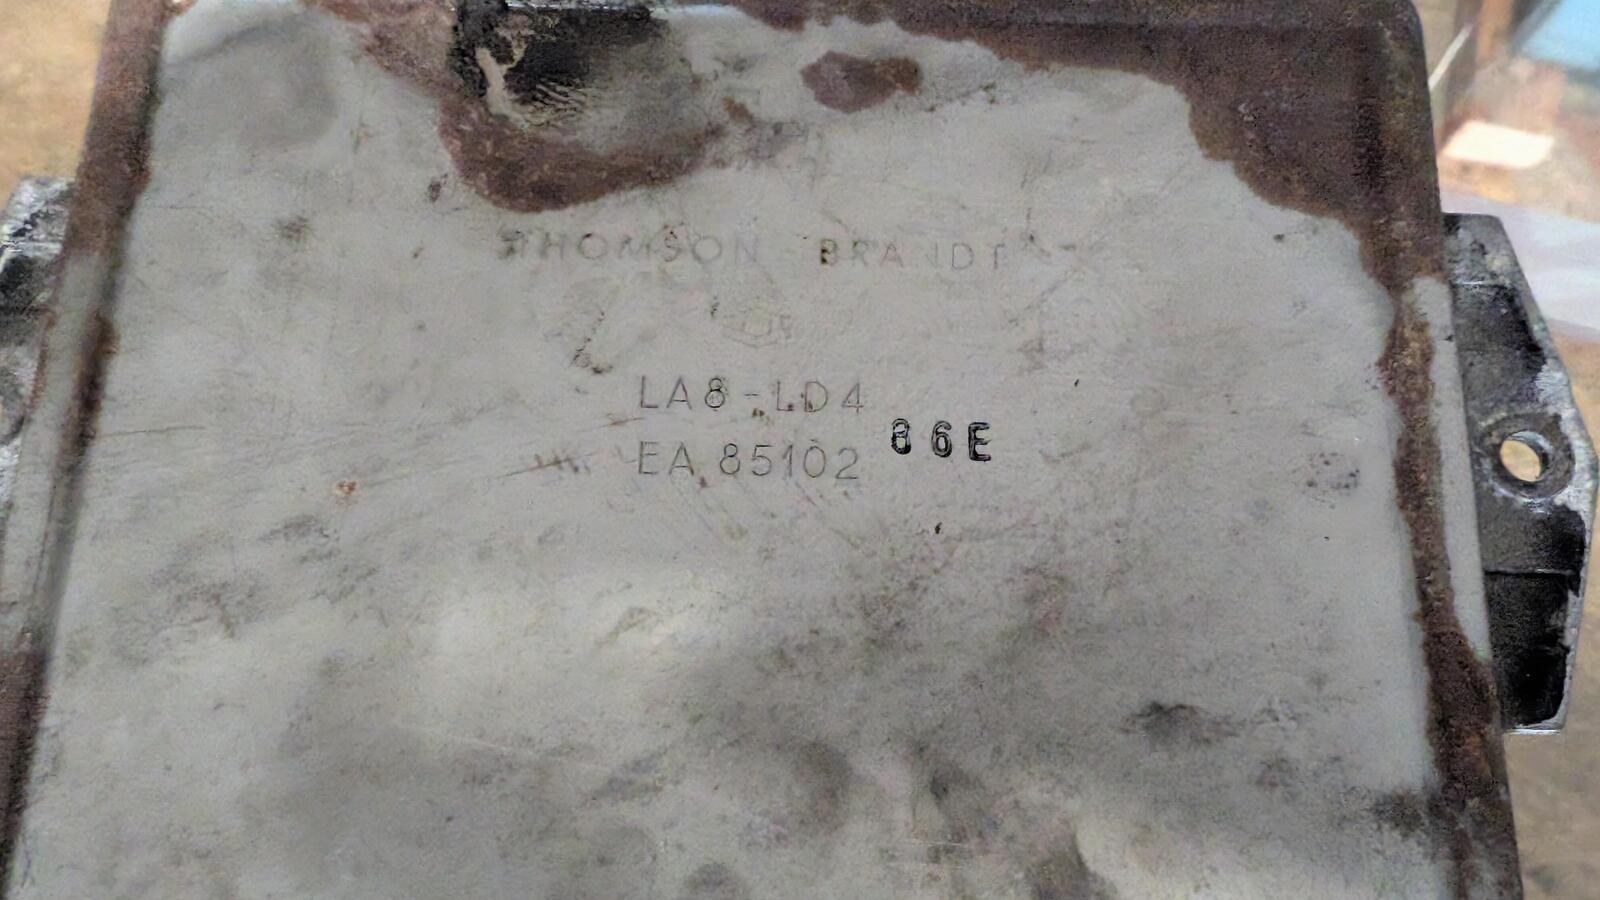 THOMSON BRANDT
LA8-LD4
EA 85102 86E